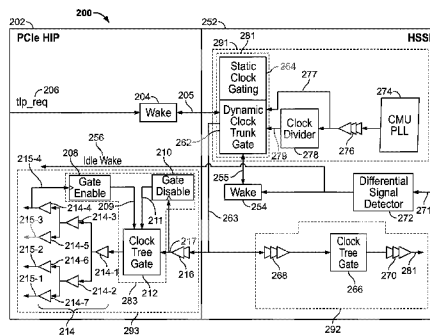 200
202
252
PCIe HIP
HSSI
291
281
206
tlp_req
204
205
Wake
Static
Clock
Gating
264
277
274
CMU
PLL
262
Dynamic
Clock
Trunk
Gate
Clock
Divider
276
279
278
256
Idle Wake
255
215-4
208
210
Gate
Enable
Gate
Disable
Wake
254
Differential
Signal
Detector
271
272
214-4
214-3
209
211
263
215-3
214-5
215-2
214-6
214-1
217
Clock
Tree
Gate
218
268
Clock
Tree
Gate
270
281
215-1
214-2
283
212
266
214-7
214
293
292